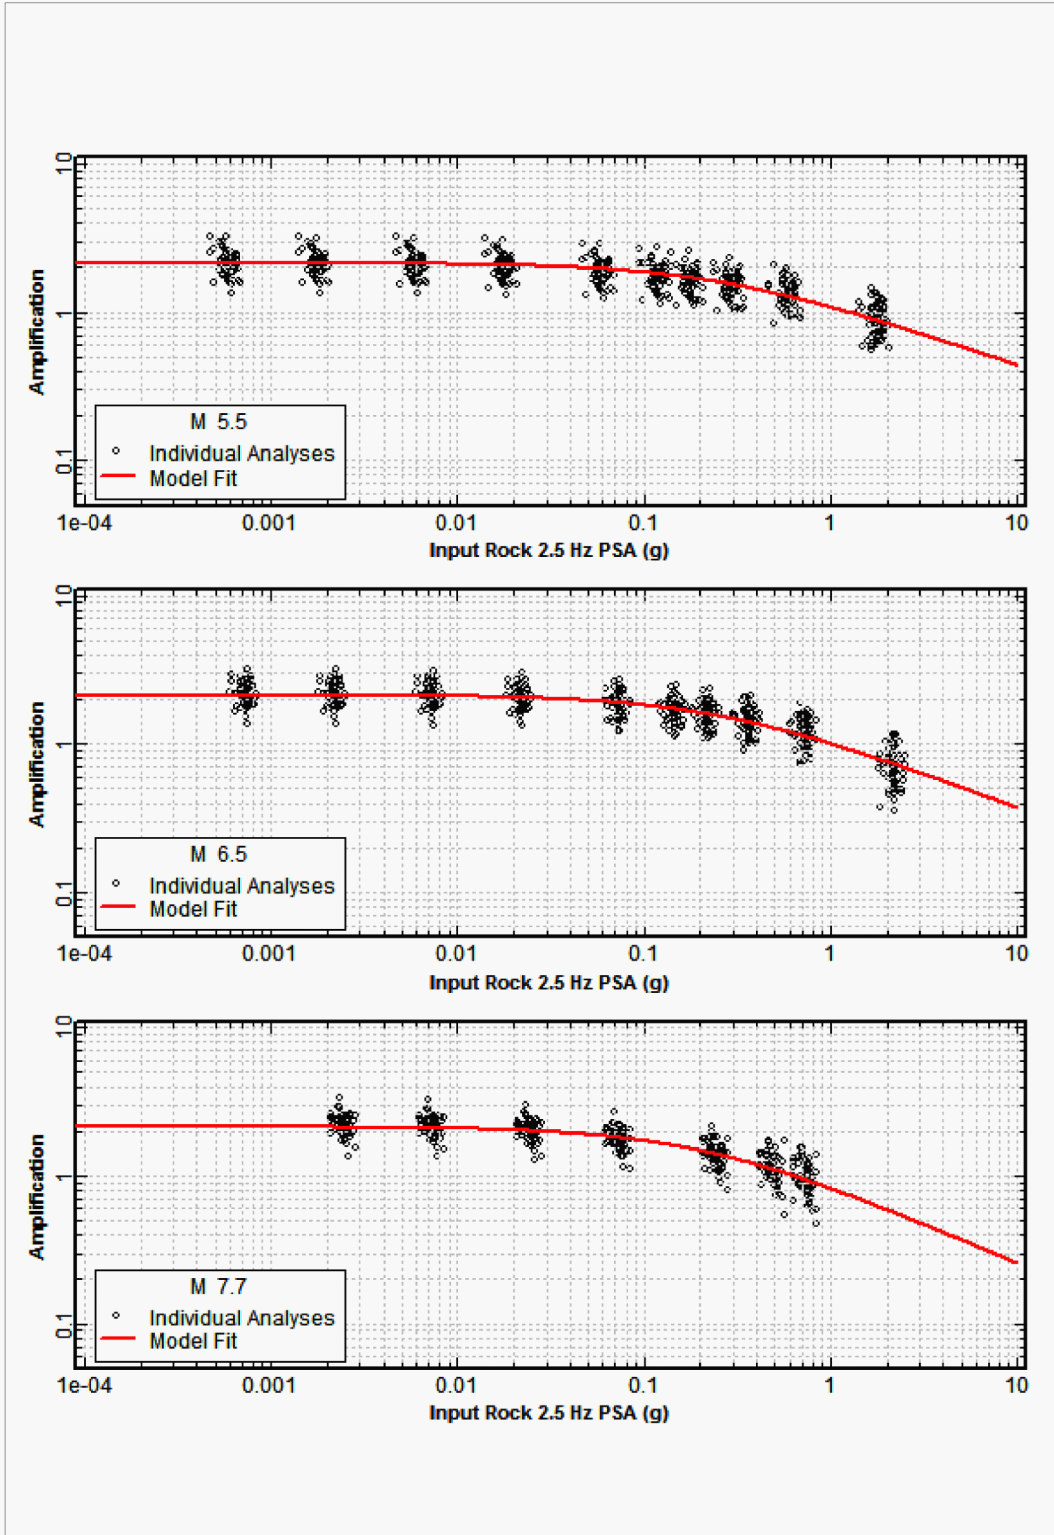 10
1
0.1
Amplification
M 5.5
Individual Analyses
Model Fit
1e-04 0.001 0.01 0.1 1 10
Input Rock 2.5 Hz PSA (g)
10
1
0.1
Amplification
M 6.5
Individual Analyses
Model Fit
1e-04 0.001 0.01 0.1 1 10
Input Rock 2.5 Hz PSA (g)
10
1
0.1
Amplification
M 7.7
Individual Analyses
Model Fit
1e-04 0.001 0.01 0.1 1 10
Input Rock 2.5 Hz PSA (g)